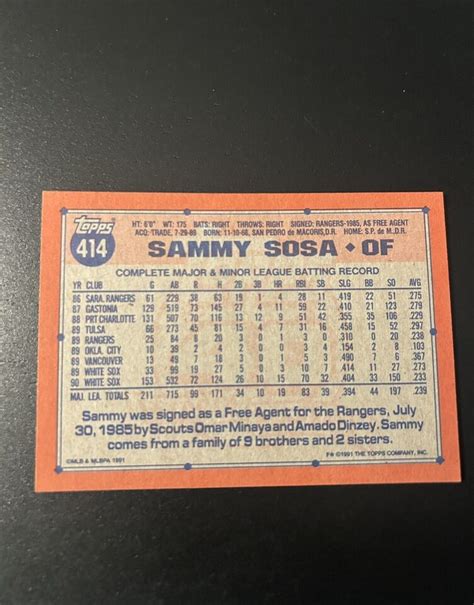 Topps
414
HT: 6'0" WT: 175 BATS: RIGHT THROWS: RIGHT SIGNED: RANGERS-1985, AS FREE AGENT
ACQ: TRADE, 7-29-89 BORN: 11-10-68, SAN PEDRO de MACORIS, D.R. HOME: S.P. de M., D.R.
SAMMY SOSA ◆ OF
COMPLETE MAJOR & MINOR LEAGUE BATTING RECORD
YR CLUB G AB R H 2B 3B HR RBI SB SLG BB SO AVG
86 SARA. RANGERS 61 229 38 63 19 1 4 28 11 .419 22 51 .275
87 GASTONIA 129 519 73 145 27 4 11 59 22 .410 21 123 .279
88 PRT CHARLOTTE 131 507 70 116 13 12 9 51 42 .355 35 106 .229
89 TULSA 66 273 45 81 15 4 7 31 16 .458 15 52 .297
89 RANGERS 25 84 8 20 3 0 1 3 0 .310 0 20 .238
89 OKLA. CITY 10 39 2 4 2 0 0 3 4 .154 2 8 .103
89 VANCOUVER 13 49 7 18 3 1 1 5 3 .530 7 6 .367
89 WHITE SOX 33 99 19 27 5 0 3 10 7 .414 11 27 .273
90 WHITE SOX 153 532 72 124 26 10 15 70 32 .404 33 150 .233
MAJ. LEA. TOTALS 211 715 99 171 34 10 19 83 39 .394 44 197 .239
Sammy was signed as a Free Agent for the Rangers, July
30, 1985 by Scouts Omar Minaya and Amado Dinzey. Sammy
comes from a family of 9 brothers and 2 sisters.
©MLB & MLBPA 1991
F* ©1991 THE TOPPS COMPANY, INC.